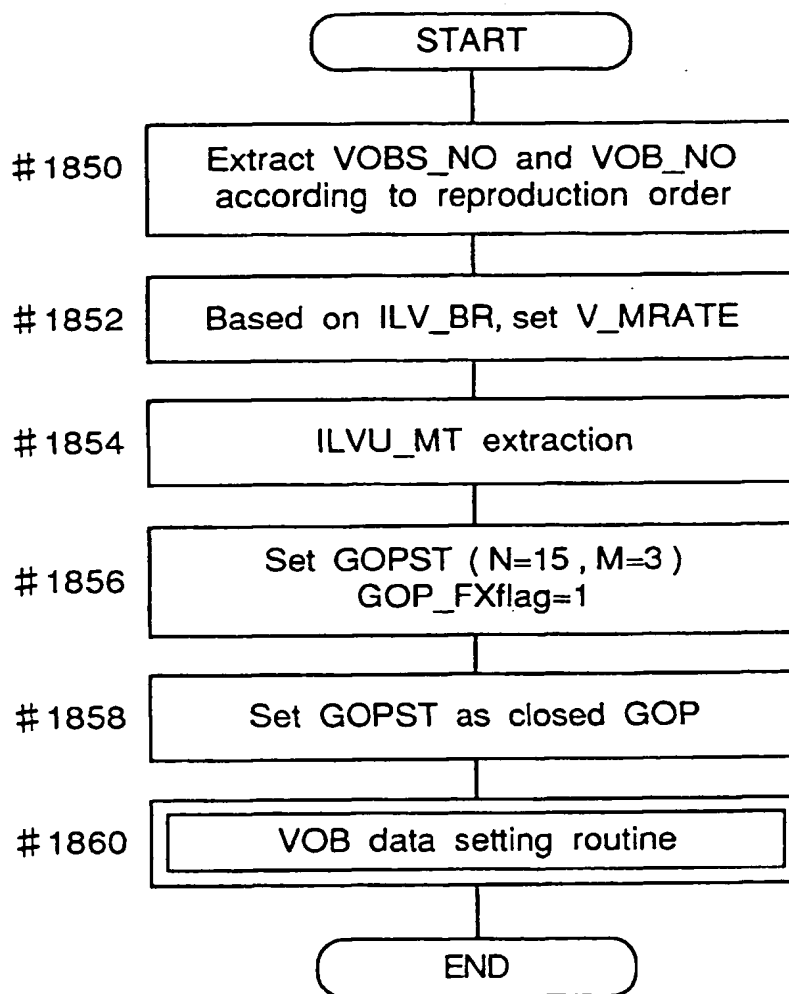 START
#1850
Extract VOBS_NO and VOB_NO
according to reproduction order
#1852
Based on ILV_BR, set V_MRATE
#1854
ILVU_MT extraction
#1856
Set GOPST (N=15, M=3)
GOP_FXflag=1
#1858
Set GOPST as closed GOP
#1860
VOB data setting routine
END